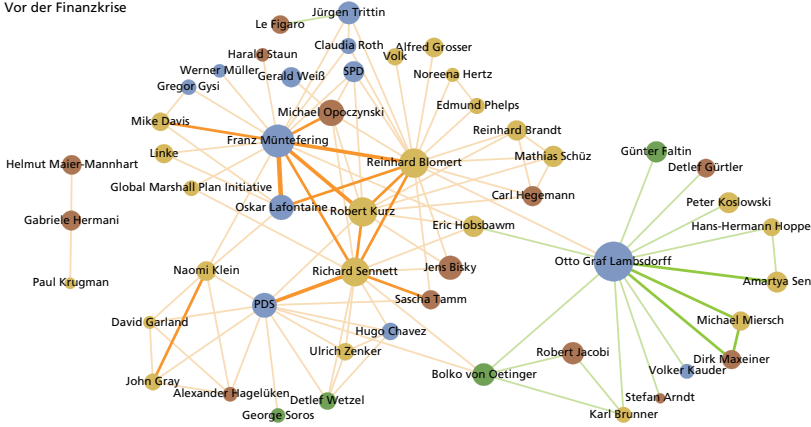 Vor der Finanzkrise
Jürgen Trittin
Le Figaro
Claudia Roth
Alfred Grosser
Harald Staun
Volk
Werner Müller
Gerald Weiß
SPD
Noreena Hertz
Gregor Gysi
Michael Opoczynski
Edmund Phelps
Mike Davis
Franz Müntefering
Reinhard Brandt
Linke
Reinhard Blomert
Mathias Schüz
Günter Faltin
Helmut Maier-Mannhart
Detlef Gürtler
Global Marshall Plan Initiative
Carl Hegemann
Peter Koslowski
Oskar Lafontaine
Robert Kurz
Gabriele Hermani
Eric Hobsbawm
Hans-Hermann Hoppe
Otto Graf Lambsdorff
Naomi Klein
Richard Sennett
Jens Bisky
Paul Krugman
Amartya Sen
PDS
Sascha Tamm
David Garland
Hugo Chavez
Michael Miersch
Ulrich Zenker
Robert Jacobi
Dirk Maxeiner
John Gray
Bolko von Oetinger
Volker Kauder
Alexander Hagelüken
Detlef Wetzel
Stefan Arndt
George Soros
Karl Brunner